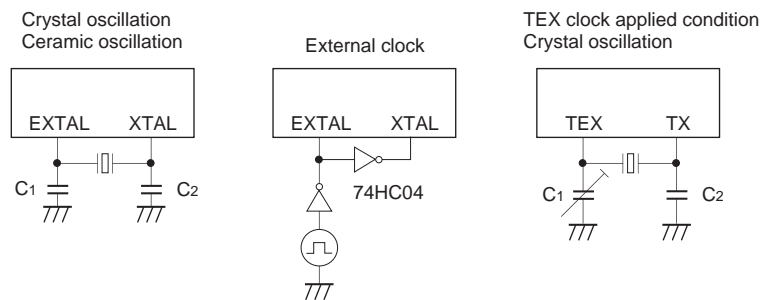 Crystal oscillation
Ceramic oscillation
External clock
TEX clock applied condition
Crystal oscillation
EXTAL XTAL
EXTAL XTAL
TEX TX
C1 C2
74HC04
C1 C2